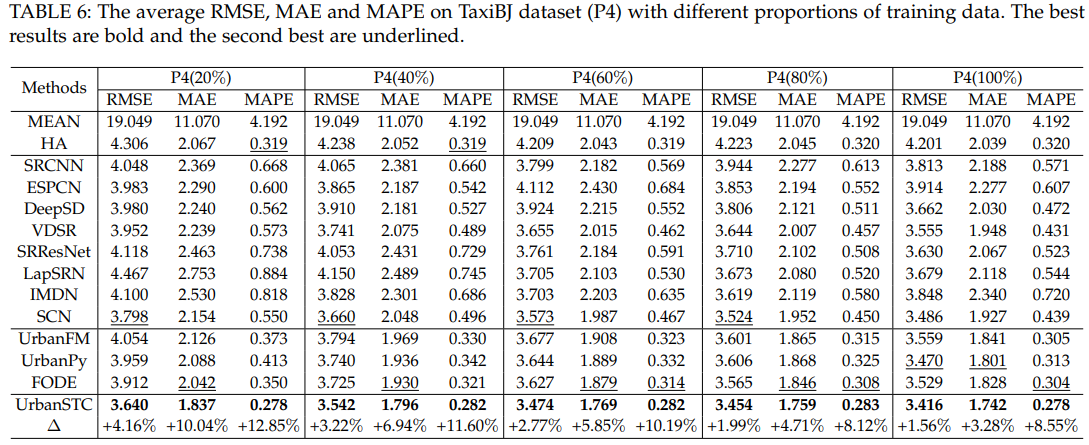 TABLE 6: The average RMSE, MAE and MAPE on TaxiBJ dataset (P4) with different proportions of training data. The best
results are bold and the second best are underlined.
Methods P4(20%) P4(40%) P4(60%) P4(80%) P4(100%)
RMSE MAE MAPE RMSE MAE MAPE RMSE MAE MAPE RMSE MAE MAPE RMSE MAE MAPE
MEAN 19.049 11.070 4.192 19.049 11.070 4.192 19.049 11.070 4.192 19.049 11.070 4.192 19.049 11.070 4.192
HA 4.306 2.067 0.319 4.238 2.052 0.319 4.209 2.043 0.319 4.223 2.045 0.320 4.201 2.039 0.320
SRCNN 4.048 2.369 0.668 4.065 2.381 0.660 3.799 2.182 0.569 3.944 2.277 0.613 3.813 2.188 0.571
ESPCN 3.983 2.290 0.600 3.865 2.187 0.542 4.112 2.430 0.684 3.853 2.194 0.552 3.914 2.277 0.607
DeepSD 3.980 2.240 0.562 3.910 2.181 0.527 3.924 2.215 0.552 3.806 2.121 0.511 3.662 2.030 0.472
VDSR 3.952 2.239 0.573 3.741 2.075 0.489 3.655 2.015 0.462 3.644 2.007 0.457 3.555 1.948 0.431
SRResNet 4.118 2.463 0.738 4.053 2.431 0.729 3.761 2.184 0.591 3.710 2.102 0.508 3.630 2.067 0.523
LapSRN 4.467 2.753 0.884 4.150 2.489 0.745 3.705 2.103 0.530 3.673 2.080 0.520 3.679 2.118 0.544
IMDN 4.100 2.530 0.818 3.828 2.301 0.686 3.703 2.203 0.635 3.619 2.119 0.580 3.848 2.340 0.720
SCN 3.798 2.154 0.550 3.660 2.048 0.496 3.573 1.987 0.467 3.524 1.952 0.450 3.486 1.927 0.439
UrbanFM 4.054 2.126 0.373 3.794 1.969 0.330 3.677 1.908 0.323 3.601 1.865 0.315 3.559 1.841 0.305
UrbanPy 3.959 2.088 0.413 3.740 1.936 0.342 3.644 1.889 0.332 3.606 1.868 0.325 3.470 1.801 0.313
FODE 3.912 2.042 0.350 3.725 1.930 0.321 3.627 1.879 0.314 3.565 1.846 0.308 3.529 1.828 0.304
UrbanSTC 3.640 1.837 0.278 3.542 1.796 0.282 3.474 1.769 0.282 3.454 1.759 0.283 3.416 1.742 0.278
Δ +4.16% +10.04% +12.85% +3.22% +6.94% +11.60% +2.77% +5.85% +10.19% +1.99% +4.71% +8.12% +1.56% +3.28% +8.55%